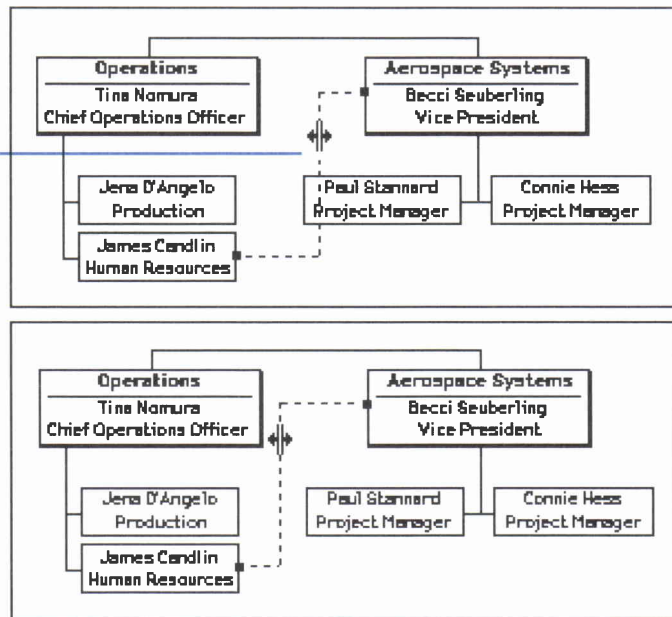 Operations
Tina Nomura
Chief Operations Officer
Aerospace Systems
Becci Seuberling
Vice President
Jena D'Angelo
Production
Paul Stannard
Project Manager
Connie Hess
Project Manager
James Candlin
Human Resources
Operations
Tina Nomura
Chief Operations Officer
Aerospace Systems
Becci Seuberling
Vice President
Jena D'Angelo
Production
Paul Stannard
Project Manager
Connie Hess
Project Manager
James Candlin
Human Resources